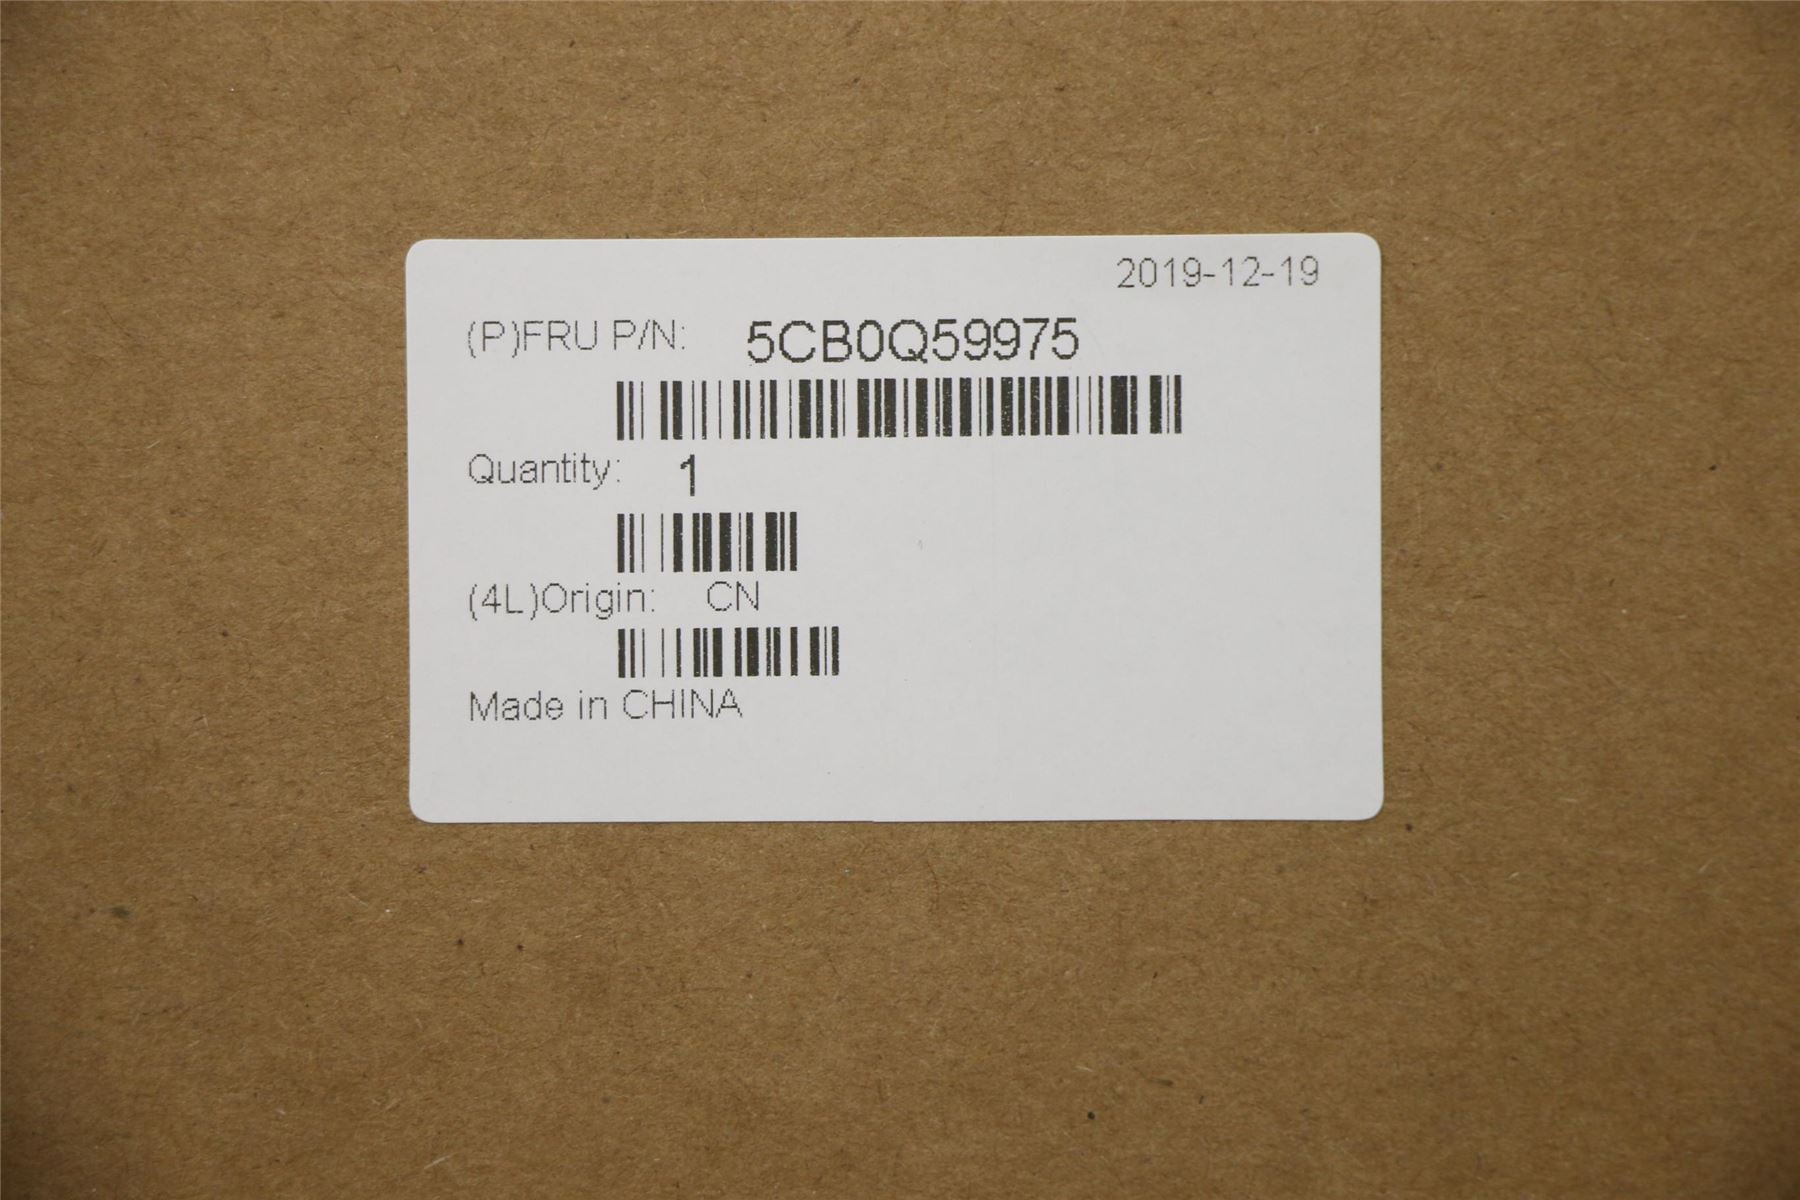 2019-12-19
(P)FRU P/N: 5CB0Q59975
Quantity: 1
(4L)Origin: CN
Made in CHINA